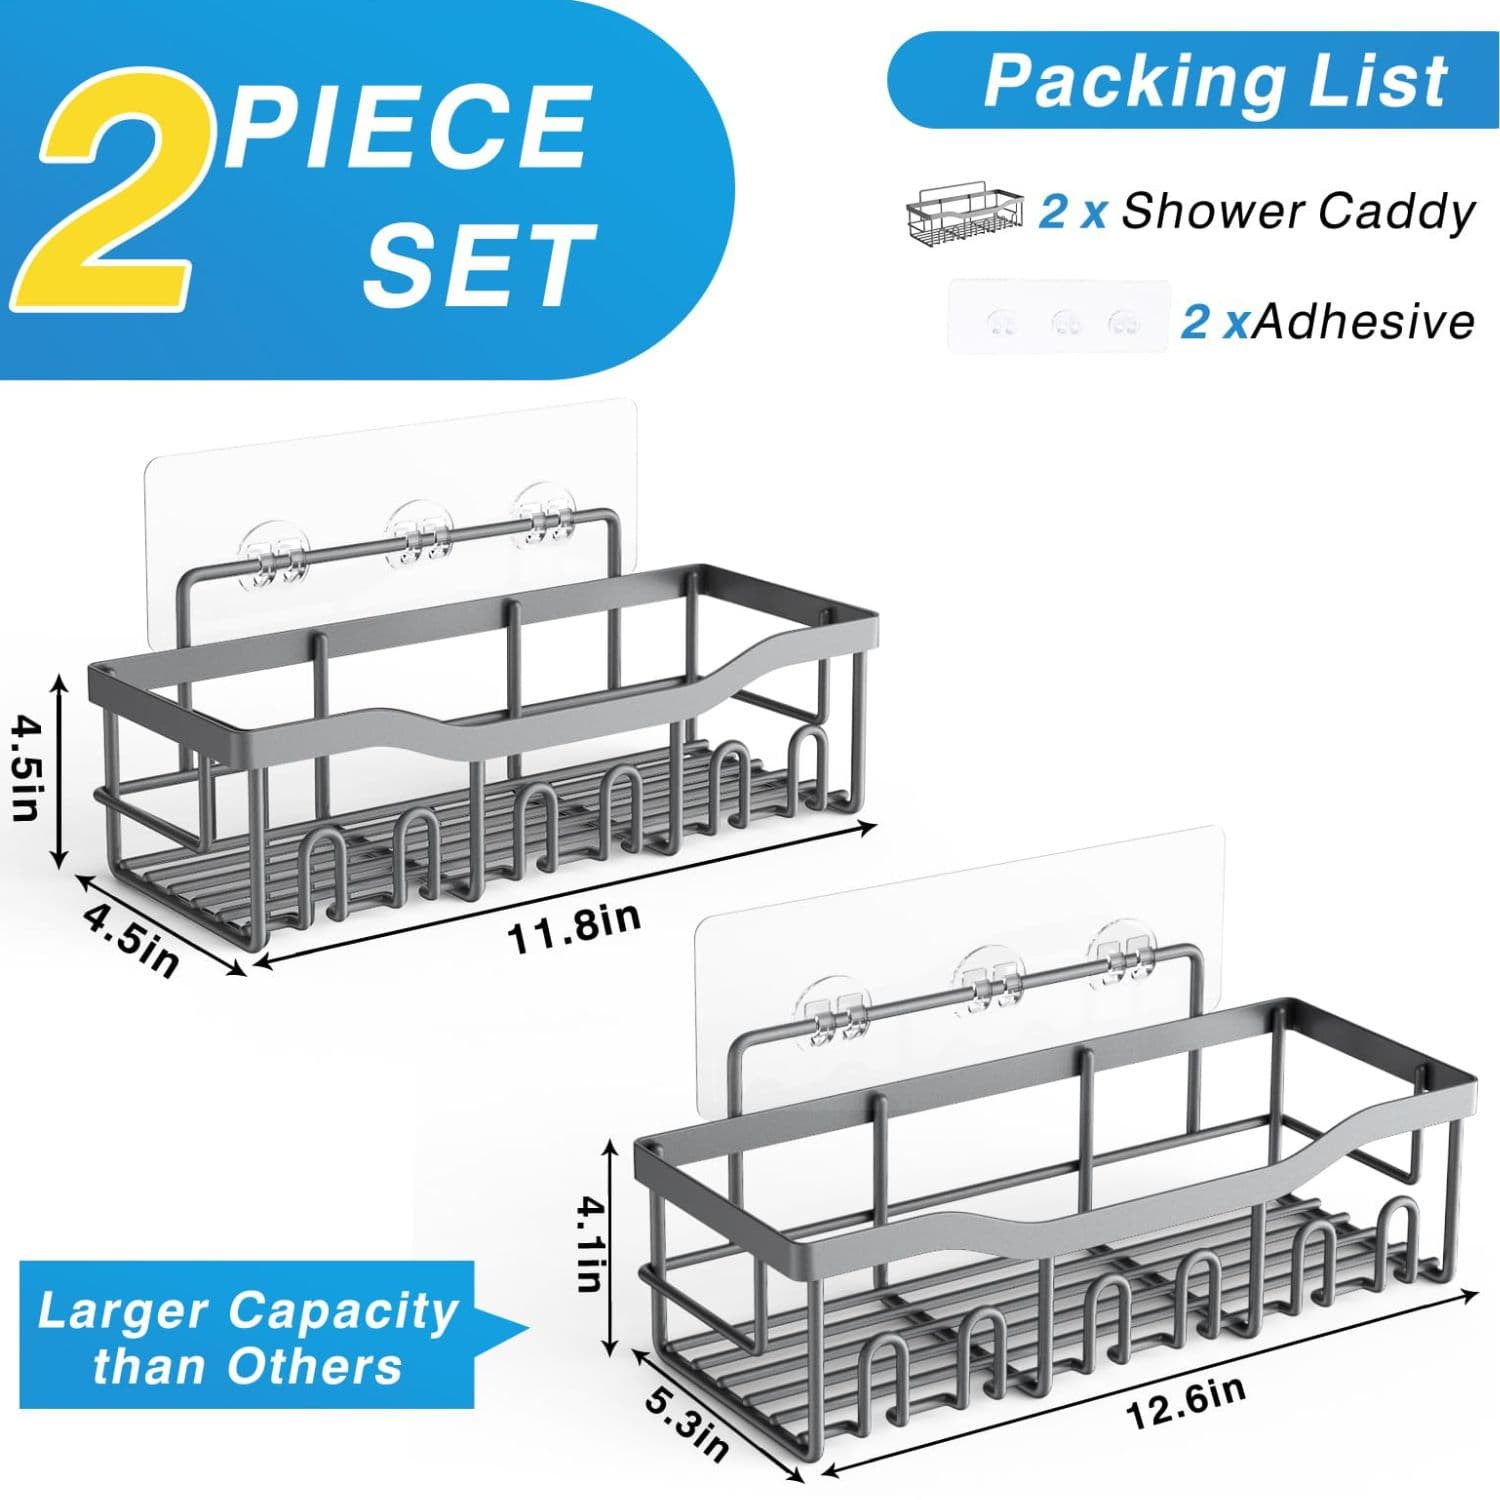 2 PIECE
SET
Packing List
2 x Shower Caddy
2 xAdhesive
4.5in
4.5in
11.8in
4.1in
5.3in
12.6in
Larger Capacity
than Others